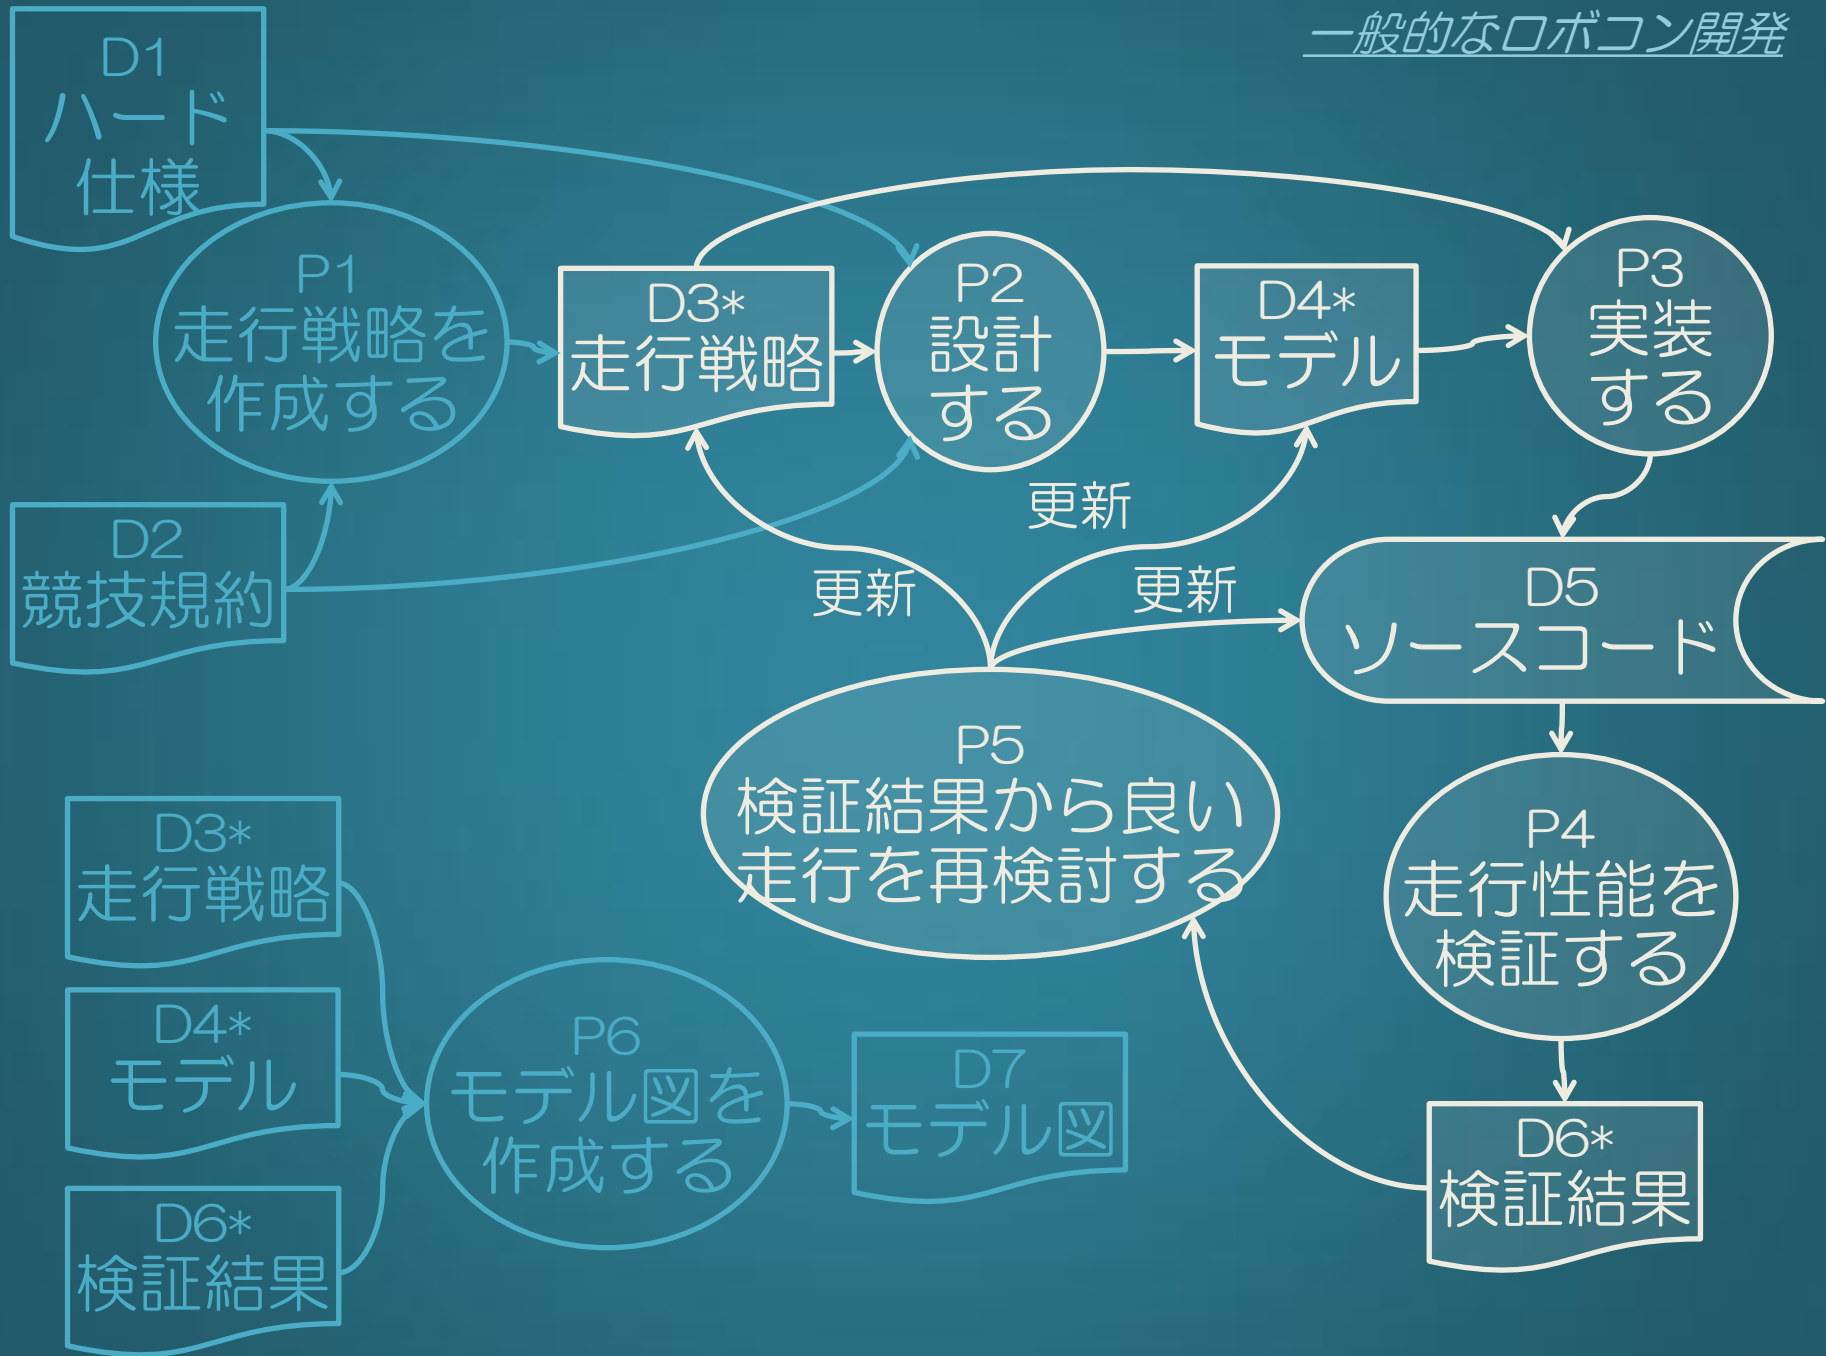 一般的なロボコン開発
D1
ハード
仕様
P1
走行戦略を
作成する
D2
競技規約
D3*
走行戦略
P2
設計
する
D4*
モデル
P3
実装
する
更新
更新
更新
D5
ソースコード
P5
検証結果から良い
走行を再検討する
P4
走行性能を
検証する
D6*
検証結果
D3*
走行戦略
D4*
モデル
D6*
検証結果
P6
モデル図を
作成する
D7
モデル図